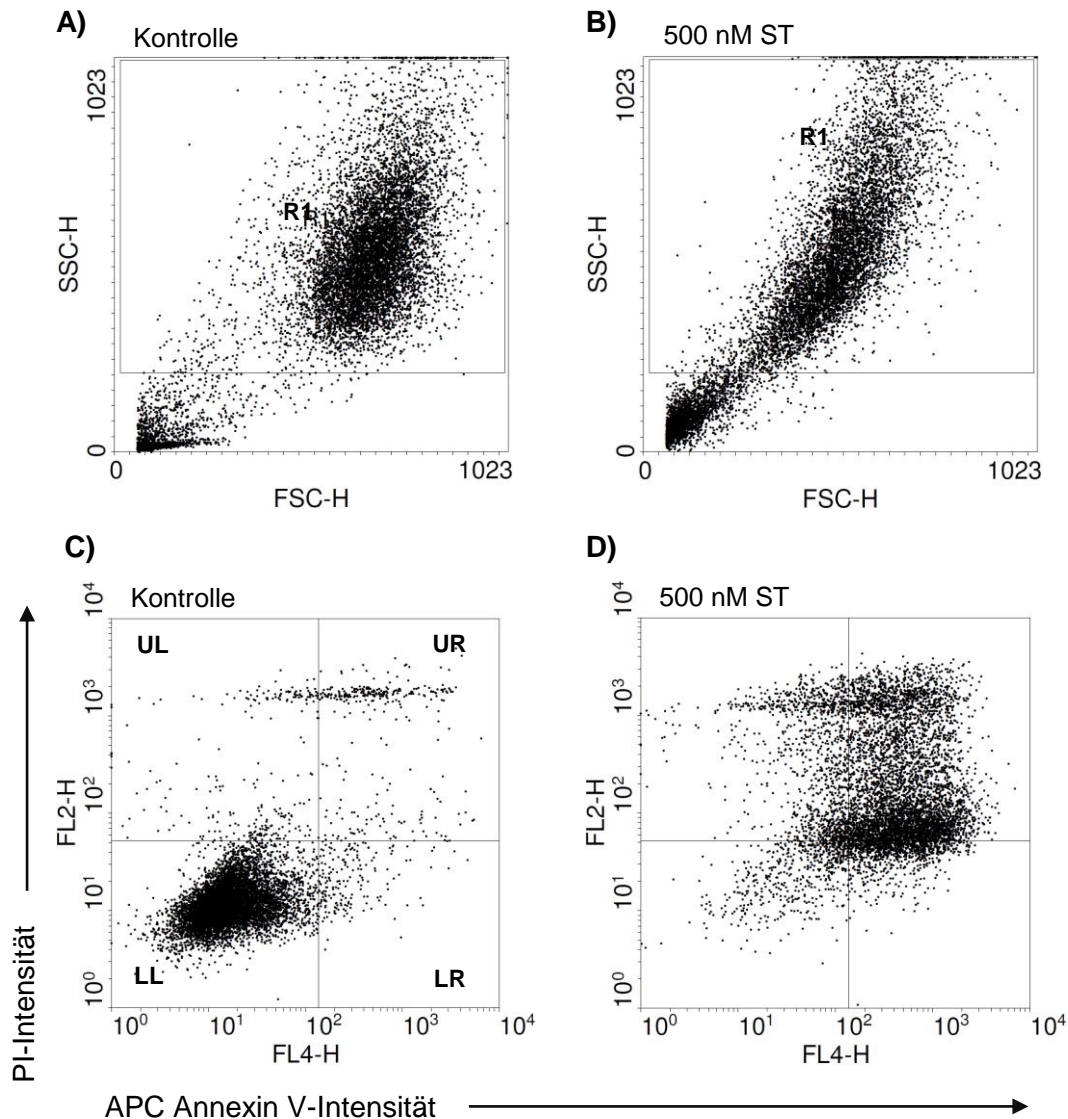 A)
Kontrolle
1023
R1
SSC-H
0
0
1023
FSC-H
B)
500 nM ST
1023
R1
SSC-H
0
0
1023
FSC-H
C)
Kontrolle
UL
UR
LL
LR
10⁴
10³
10²
10¹
10⁰
FL2-H
10⁰
10¹
10²
10³
10⁴
FL4-H
D)
500 nM ST
10⁴
10³
10²
10¹
10⁰
FL2-H
10⁰
10¹
10²
10³
10⁴
FL4-H
PI-Intensität
APC Annexin V-Intensität